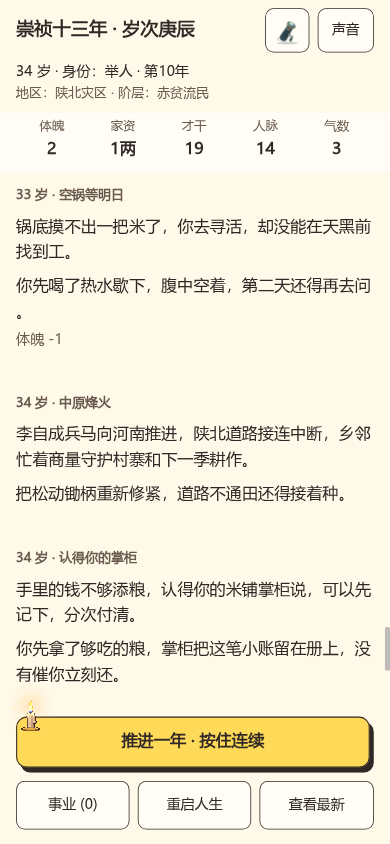 崇祯十三年 · 岁次庚辰
声音
34 岁 · 身份：举人 · 第10年
地区：陕北灾区 · 阶层：赤贫流民
体魄 家资 才干 人脉 气数
2 1两 19 14 3
33 岁 · 空锅等明日
锅底摸不出一把米了，你去寻活，却没能在天黑前
找到工。
你先喝了热水歇下，腹中空着，第二天还得再去问
。
体魄 -1
34 岁 · 中原烽火
李自成兵马向河南推进，陕北道路接连中断，乡邻
忙着商量守护村寨和下一季耕作。
把松动锄柄重新修紧，道路不通田还得接着种。
34 岁 · 认得你的掌柜
手里的钱不够添粮，认得你的米铺掌柜说，可以先
记下，分次付清。
你先拿了够吃的粮，掌柜把这笔小账留在册上，没
有催你立刻还。
推进一年 · 按住连续
事业 (0) 重启人生 查看最新